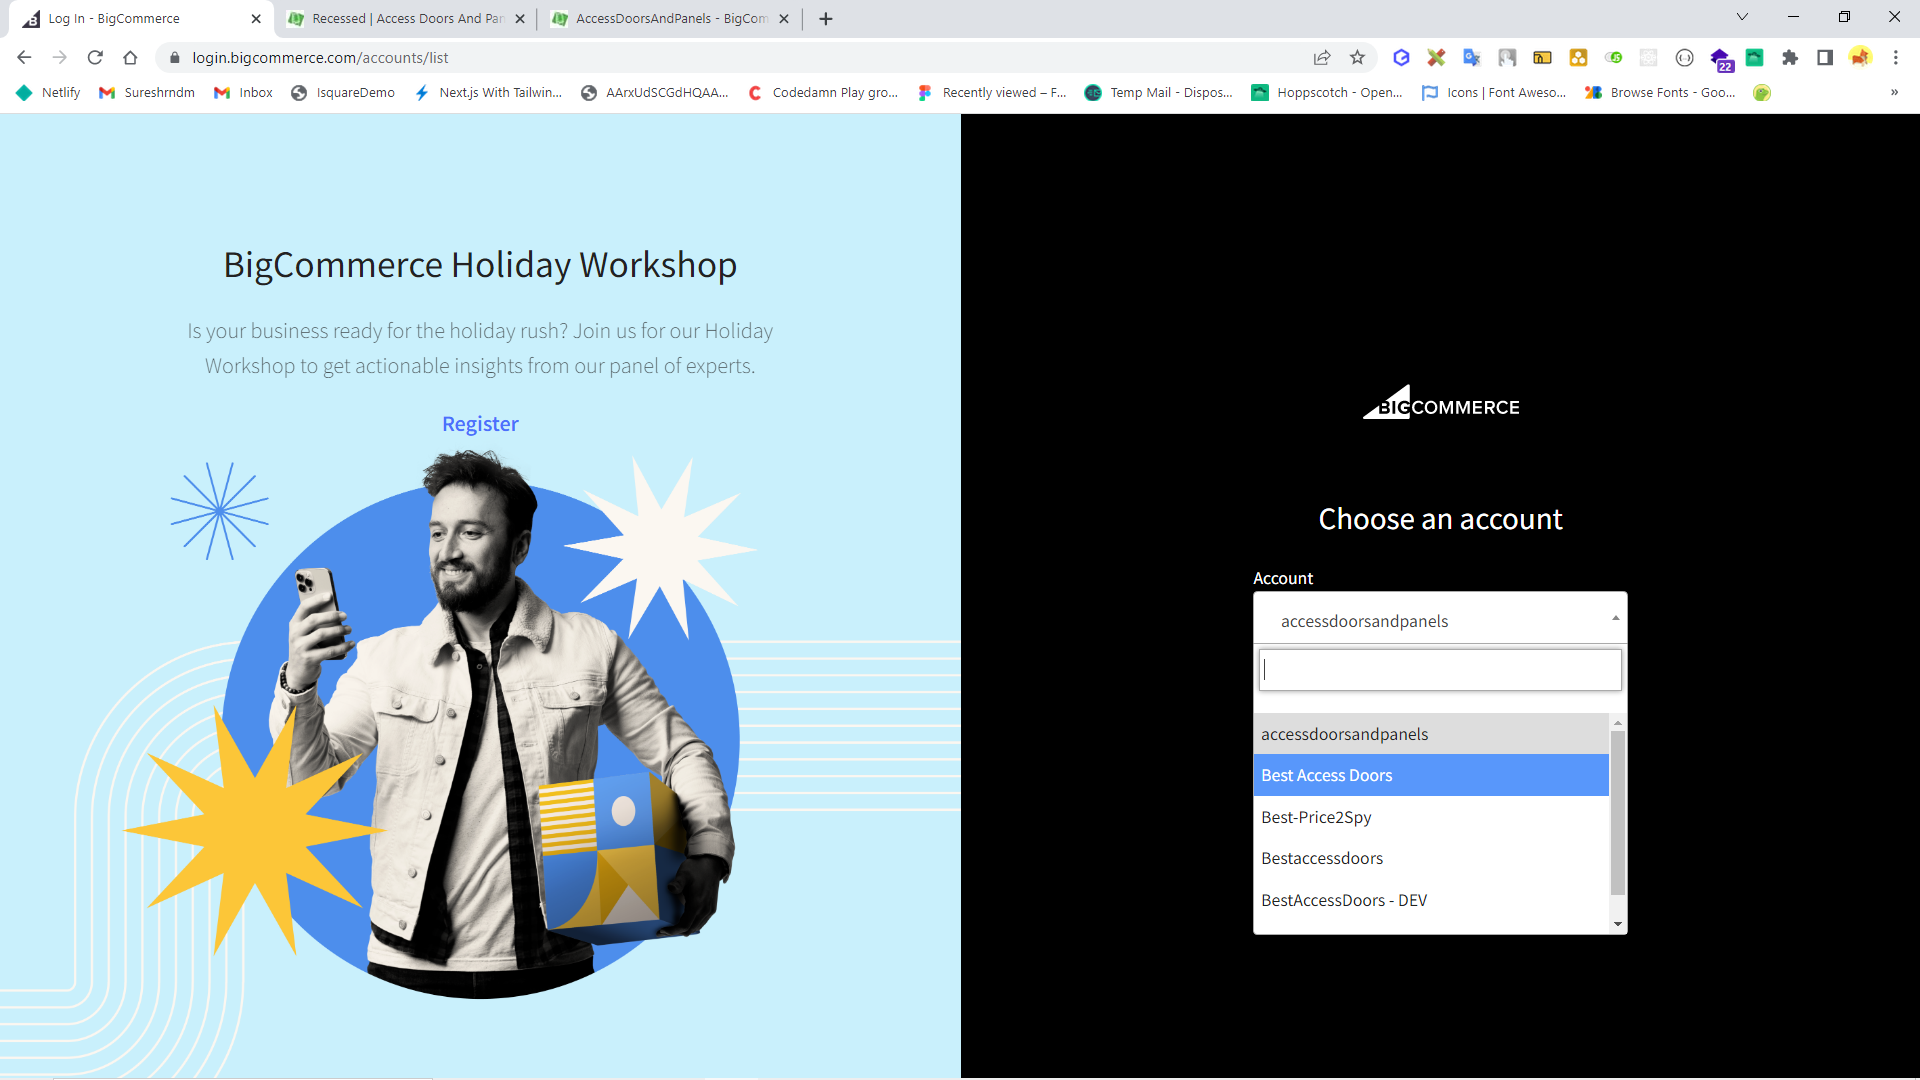 Log In - BigCommerce
Recessed | Access Doors And Pan
AccessDoorsAndPanels - BigCom
login.bigcommerce.com/accounts/list
22
Netlify
Sureshrndm
Inbox
IsquareDemo
Next.js With Tailwin...
AArxUdSCGdHQAA...
Codedamn Play gro...
Recently viewed – F...
Temp Mail - Dispos...
Hoppscotch - Open...
Icons | Font Aweso...
Browse Fonts - Goo...
»
BigCommerce Holiday Workshop
Is your business ready for the holiday rush? Join us for our Holiday
Workshop to get actionable insights from our panel of experts.
Register
BIGCOMMERCE
Choose an account
Account
accessdoorsandpanels
accessdoorsandpanels
Best Access Doors
Best-Price2Spy
Bestaccessdoors
BestAccessDoors - DEV